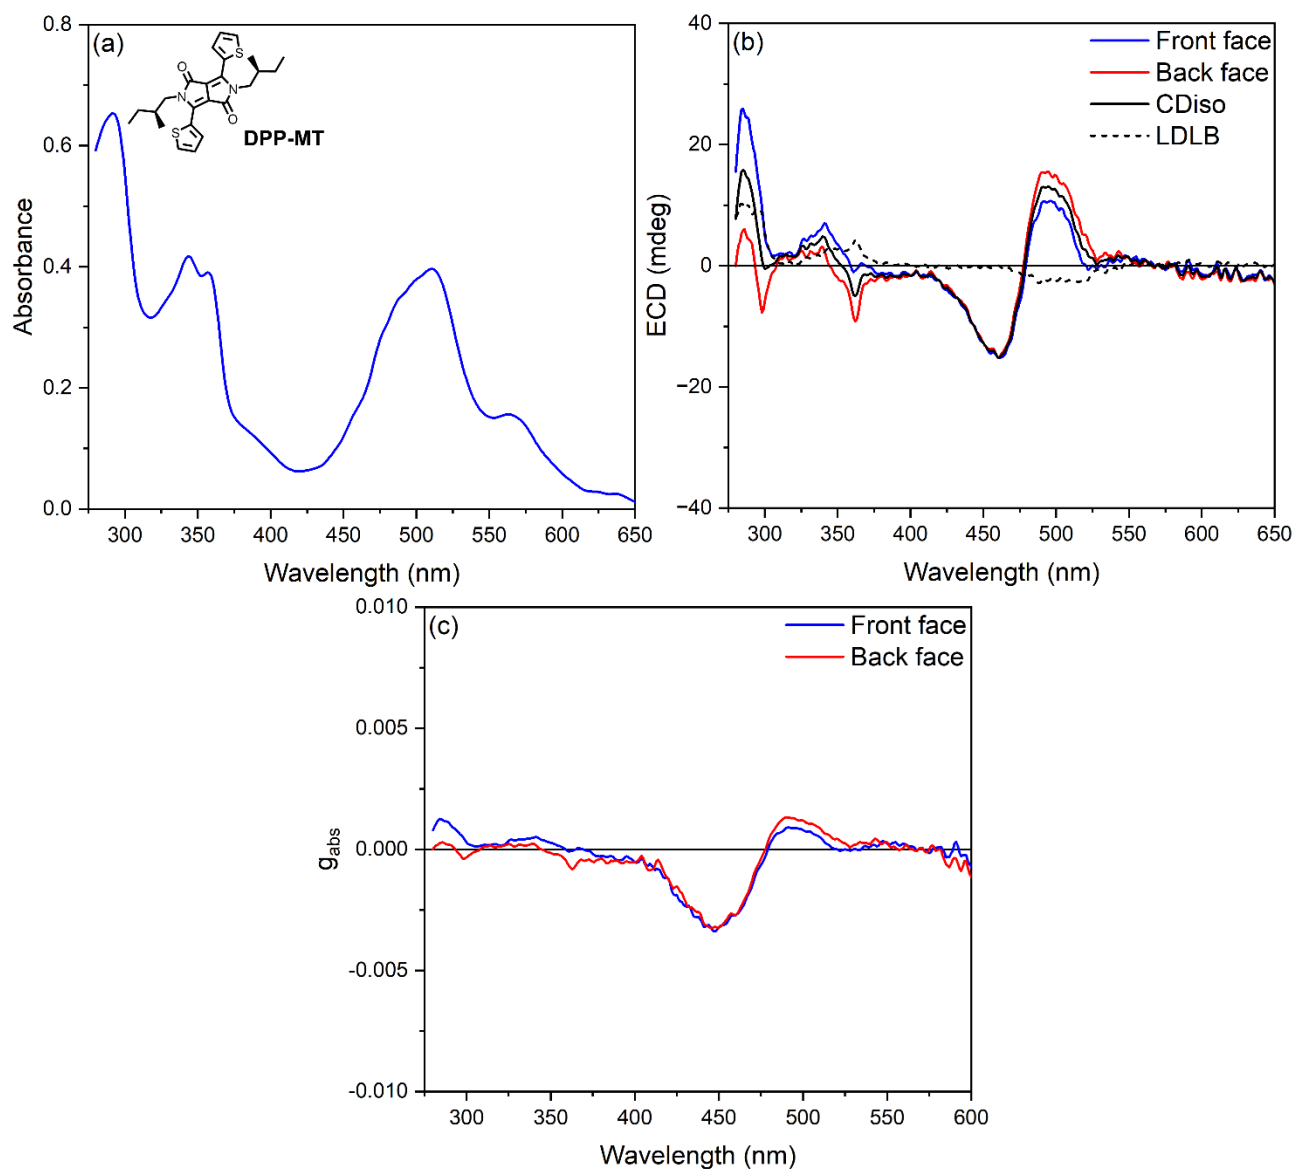 (a)
0.8
0.6
0.4
0.2
0.0
Absorbance
S
O
N
N
O
S
DPP-MT
300 350 400 450 500 550 600 650
Wavelength (nm)
(b)
40
20
0
−20
−40
ECD (mdeg)
Front face
Back face
CDiso
LDLB
300 350 400 450 500 550 600 650
Wavelength (nm)
(c)
0.010
0.005
0.000
-0.005
-0.010
gabs
Front face
Back face
300 350 400 450 500 550 600
Wavelength (nm)